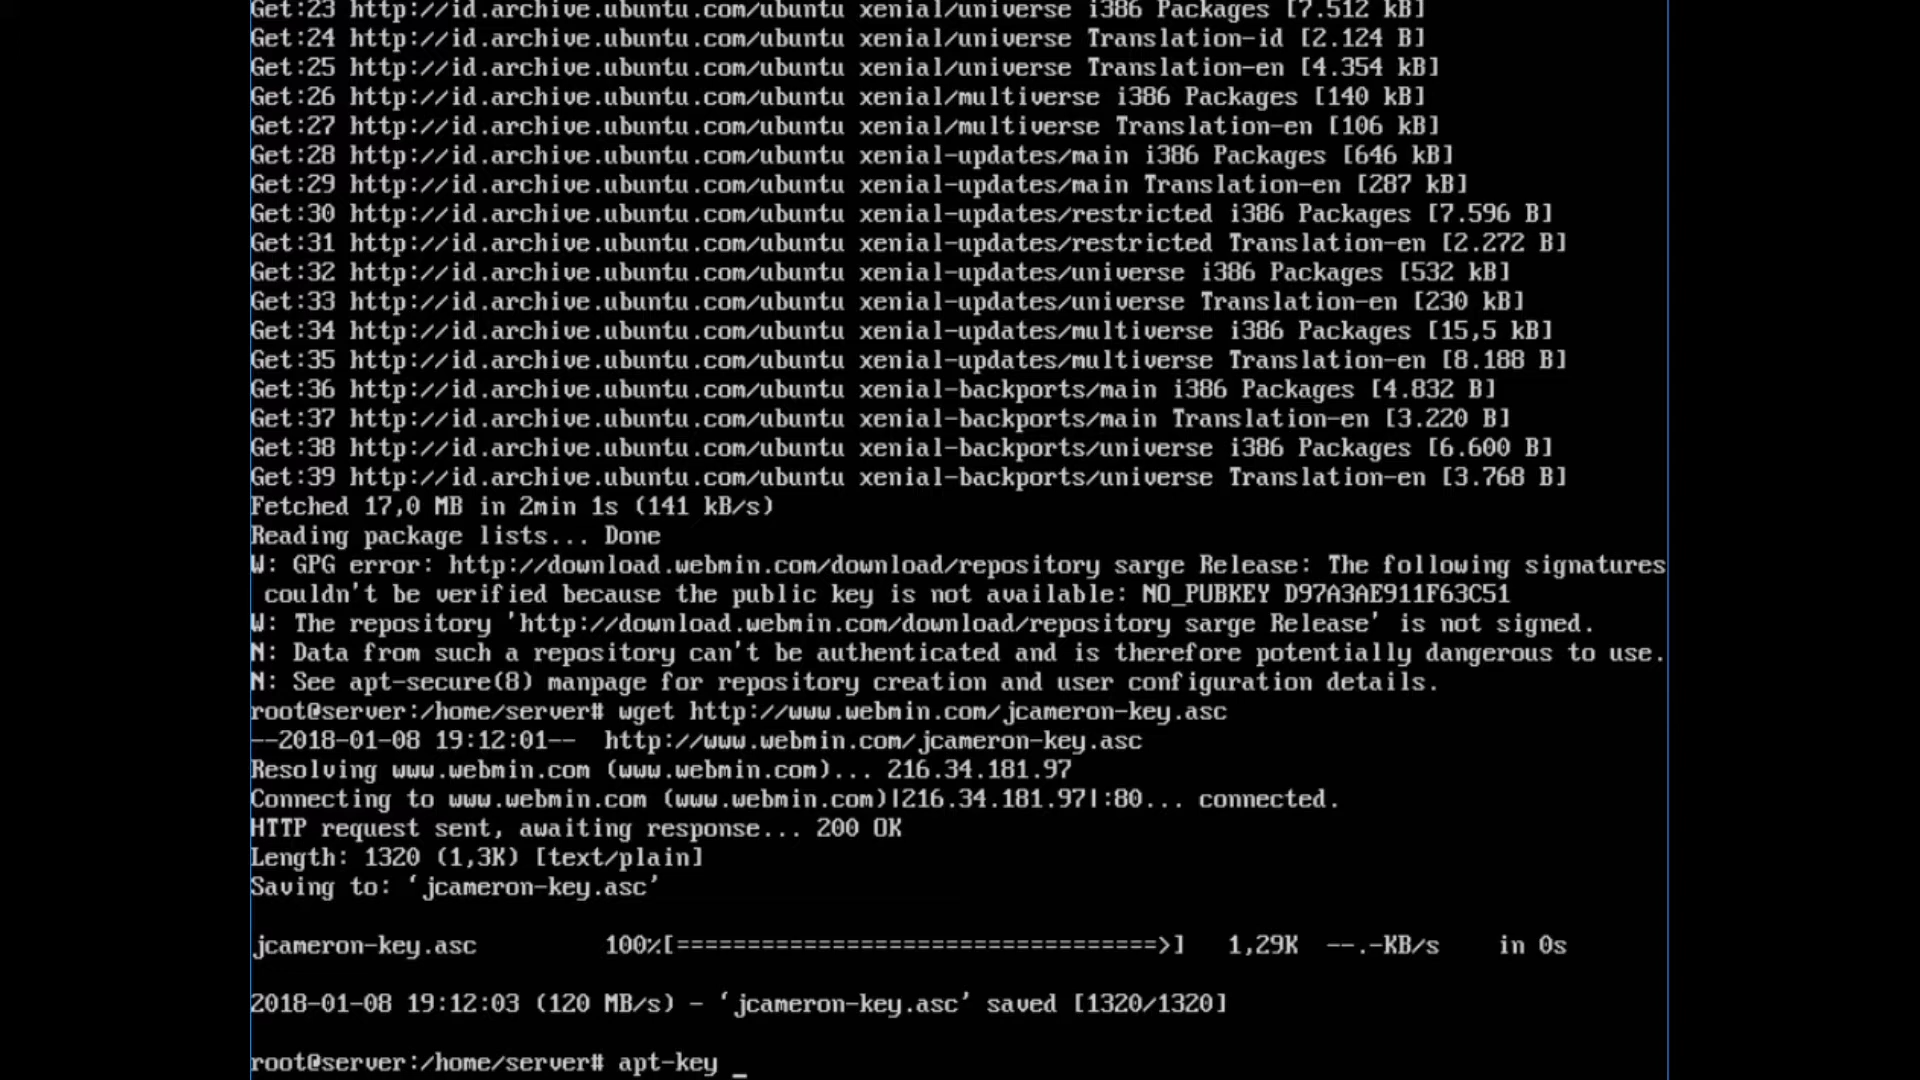 Get:23 http://id.archive.ubuntu.com/ubuntu xenial/universe i386 Packages [7.512 kB]
Get:24 http://id.archive.ubuntu.com/ubuntu xenial/universe Translation-id [2.124 B]
Get:25 http://id.archive.ubuntu.com/ubuntu xenial/universe Translation-en [4.354 kB]
Get:26 http://id.archive.ubuntu.com/ubuntu xenial/multiverse i386 Packages [140 kB]
Get:27 http://id.archive.ubuntu.com/ubuntu xenial/multiverse Translation-en [106 kB]
Get:28 http://id.archive.ubuntu.com/ubuntu xenial-updates/main i386 Packages [646 kB]
Get:29 http://id.archive.ubuntu.com/ubuntu xenial-updates/main Translation-en [287 kB]
Get:30 http://id.archive.ubuntu.com/ubuntu xenial-updates/restricted i386 Packages [7.596 B]
Get:31 http://id.archive.ubuntu.com/ubuntu xenial-updates/restricted Translation-en [2.272 B]
Get:32 http://id.archive.ubuntu.com/ubuntu xenial-updates/universe i386 Packages [532 kB]
Get:33 http://id.archive.ubuntu.com/ubuntu xenial-updates/universe Translation-en [230 kB]
Get:34 http://id.archive.ubuntu.com/ubuntu xenial-updates/multiverse i386 Packages [15,5 kB]
Get:35 http://id.archive.ubuntu.com/ubuntu xenial-updates/multiverse Translation-en [8.188 B]
Get:36 http://id.archive.ubuntu.com/ubuntu xenial-backports/main i386 Packages [4.832 B]
Get:37 http://id.archive.ubuntu.com/ubuntu xenial-backports/main Translation-en [3.220 B]
Get:38 http://id.archive.ubuntu.com/ubuntu xenial-backports/universe i386 Packages [6.600 B]
Get:39 http://id.archive.ubuntu.com/ubuntu xenial-backports/universe Translation-en [3.768 B]
Fetched 17,0 MB in 2min 1s (141 kB/s)
Reading package lists... Done
W: GPG error: http://download.webmin.com/download/repository sarge Release: The following signatures
couldn't be verified because the public key is not available: NO_PUBKEY D97A3AE911F63C51
W: The repository 'http://download.webmin.com/download/repository sarge Release' is not signed.
N: Data from such a repository can't be authenticated and is therefore potentially dangerous to use.
N: See apt-secure(8) manpage for repository creation and user configuration details.
root@server:/home/server# wget http://www.webmin.com/jcameron-key.asc
--2018-01-08 19:12:01--  http://www.webmin.com/jcameron-key.asc
Resolving www.webmin.com (www.webmin.com)... 216.34.181.97
Connecting to www.webmin.com (www.webmin.com)|216.34.181.97|:80... connected.
HTTP request sent, awaiting response... 200 OK
Length: 1320 (1,3K) [text/plain]
Saving to: ‘jcameron-key.asc’
jcameron-key.asc         100%[==================================>]   1,29K  --.-KB/s    in 0s
2018-01-08 19:12:03 (120 MB/s) - ‘jcameron-key.asc’ saved [1320/1320]
root@server:/home/server# apt-key _